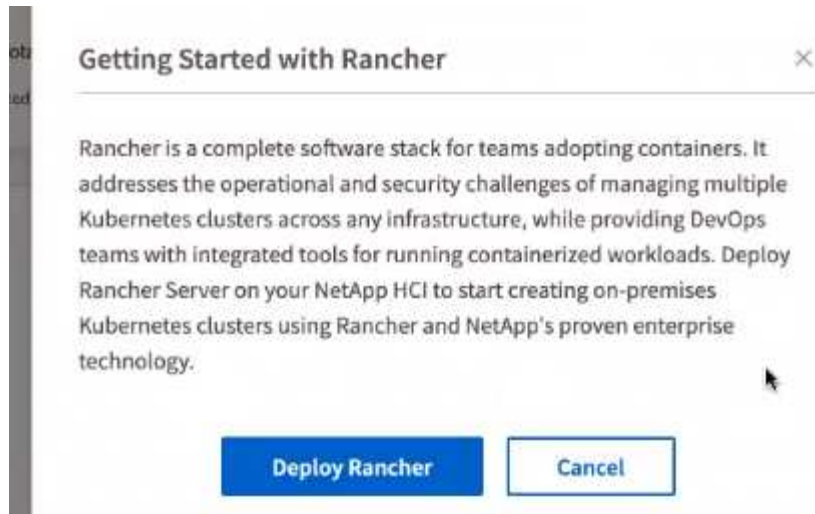 Getting Started with Rancher
Rancher is a complete software stack for teams adopting containers. It
addresses the operational and security challenges of managing multiple
Kubernetes clusters across any infrastructure, while providing DevOps
teams with integrated tools for running containerized workloads. Deploy
Rancher Server on your NetApp HCI to start creating on-premises
Kubernetes clusters using Rancher and NetApp's proven enterprise
technology.
Deploy Rancher
Cancel